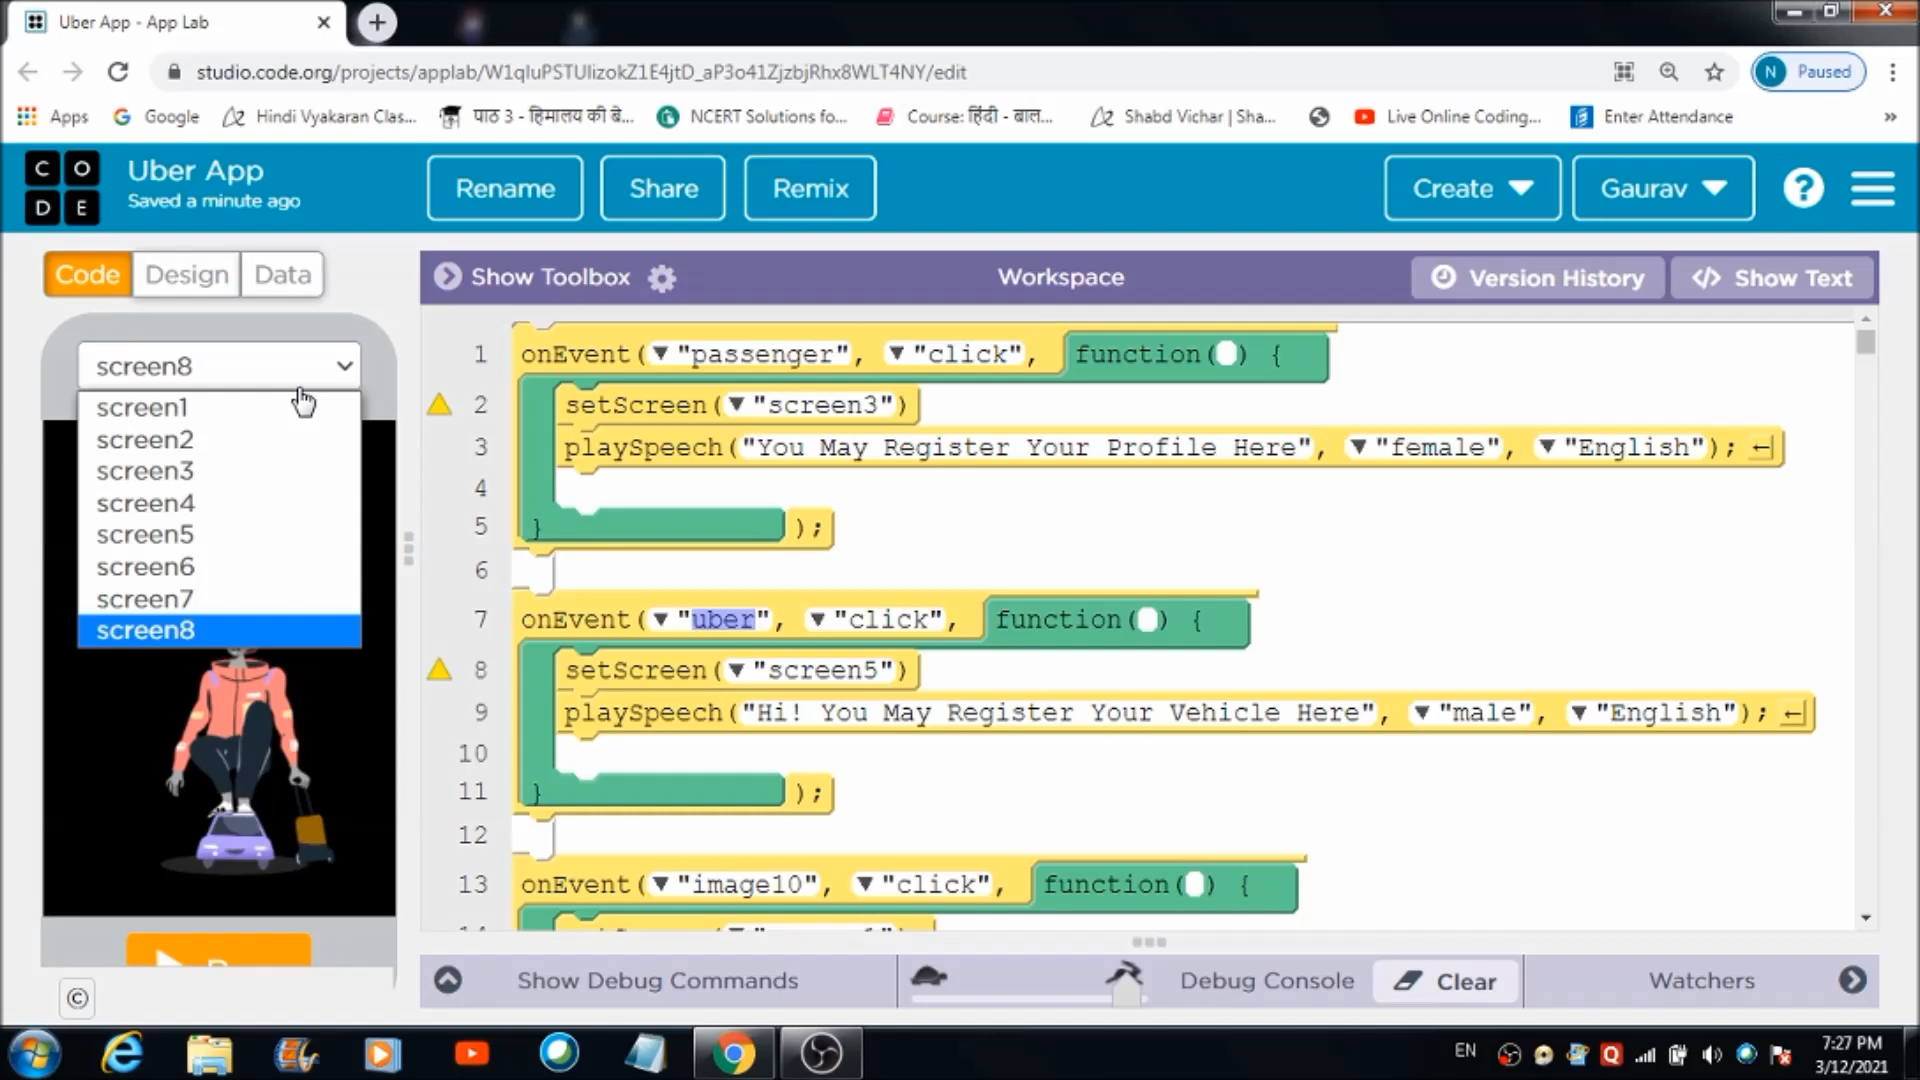 Uber App - App Lab
studio.code.org/projects/applab/W1qIuPSTUIizokZ1E4jtD_aP3o41ZjzbjRhx8WLT4NY/edit
N Paused
Apps Google Hindi Vyakaran Clas... पाठ 3 - हिमालय की बे... NCERT Solutions fo... Course: हिंदी - बाल... Shabd Vichar | Sha... Live Online Coding... Enter Attendance »
C O D E
Uber App
Saved a minute ago
Rename Share Remix Create Gaurav ?
Code Design Data
Show Toolbox Workspace Version History </> Show Text
screen8
screen1
screen2
screen3
screen4
screen5
screen6
screen7
screen8
1 onEvent(▼"passenger", ▼"click", function( ) {
2 setScreen(▼"screen3")
3 playSpeech("You May Register Your Profile Here", ▼"female", ▼"English");
4
5 } );
6
7 onEvent(▼"uber", ▼"click", function( ) {
8 setScreen(▼"screen5")
9 playSpeech("Hi! You May Register Your Vehicle Here", ▼"male", ▼"English");
10
11 } );
12
13 onEvent(▼"image10", ▼"click", function( ) {
©
Show Debug Commands Debug Console Clear Watchers
EN
7:27 PM
3/12/2021